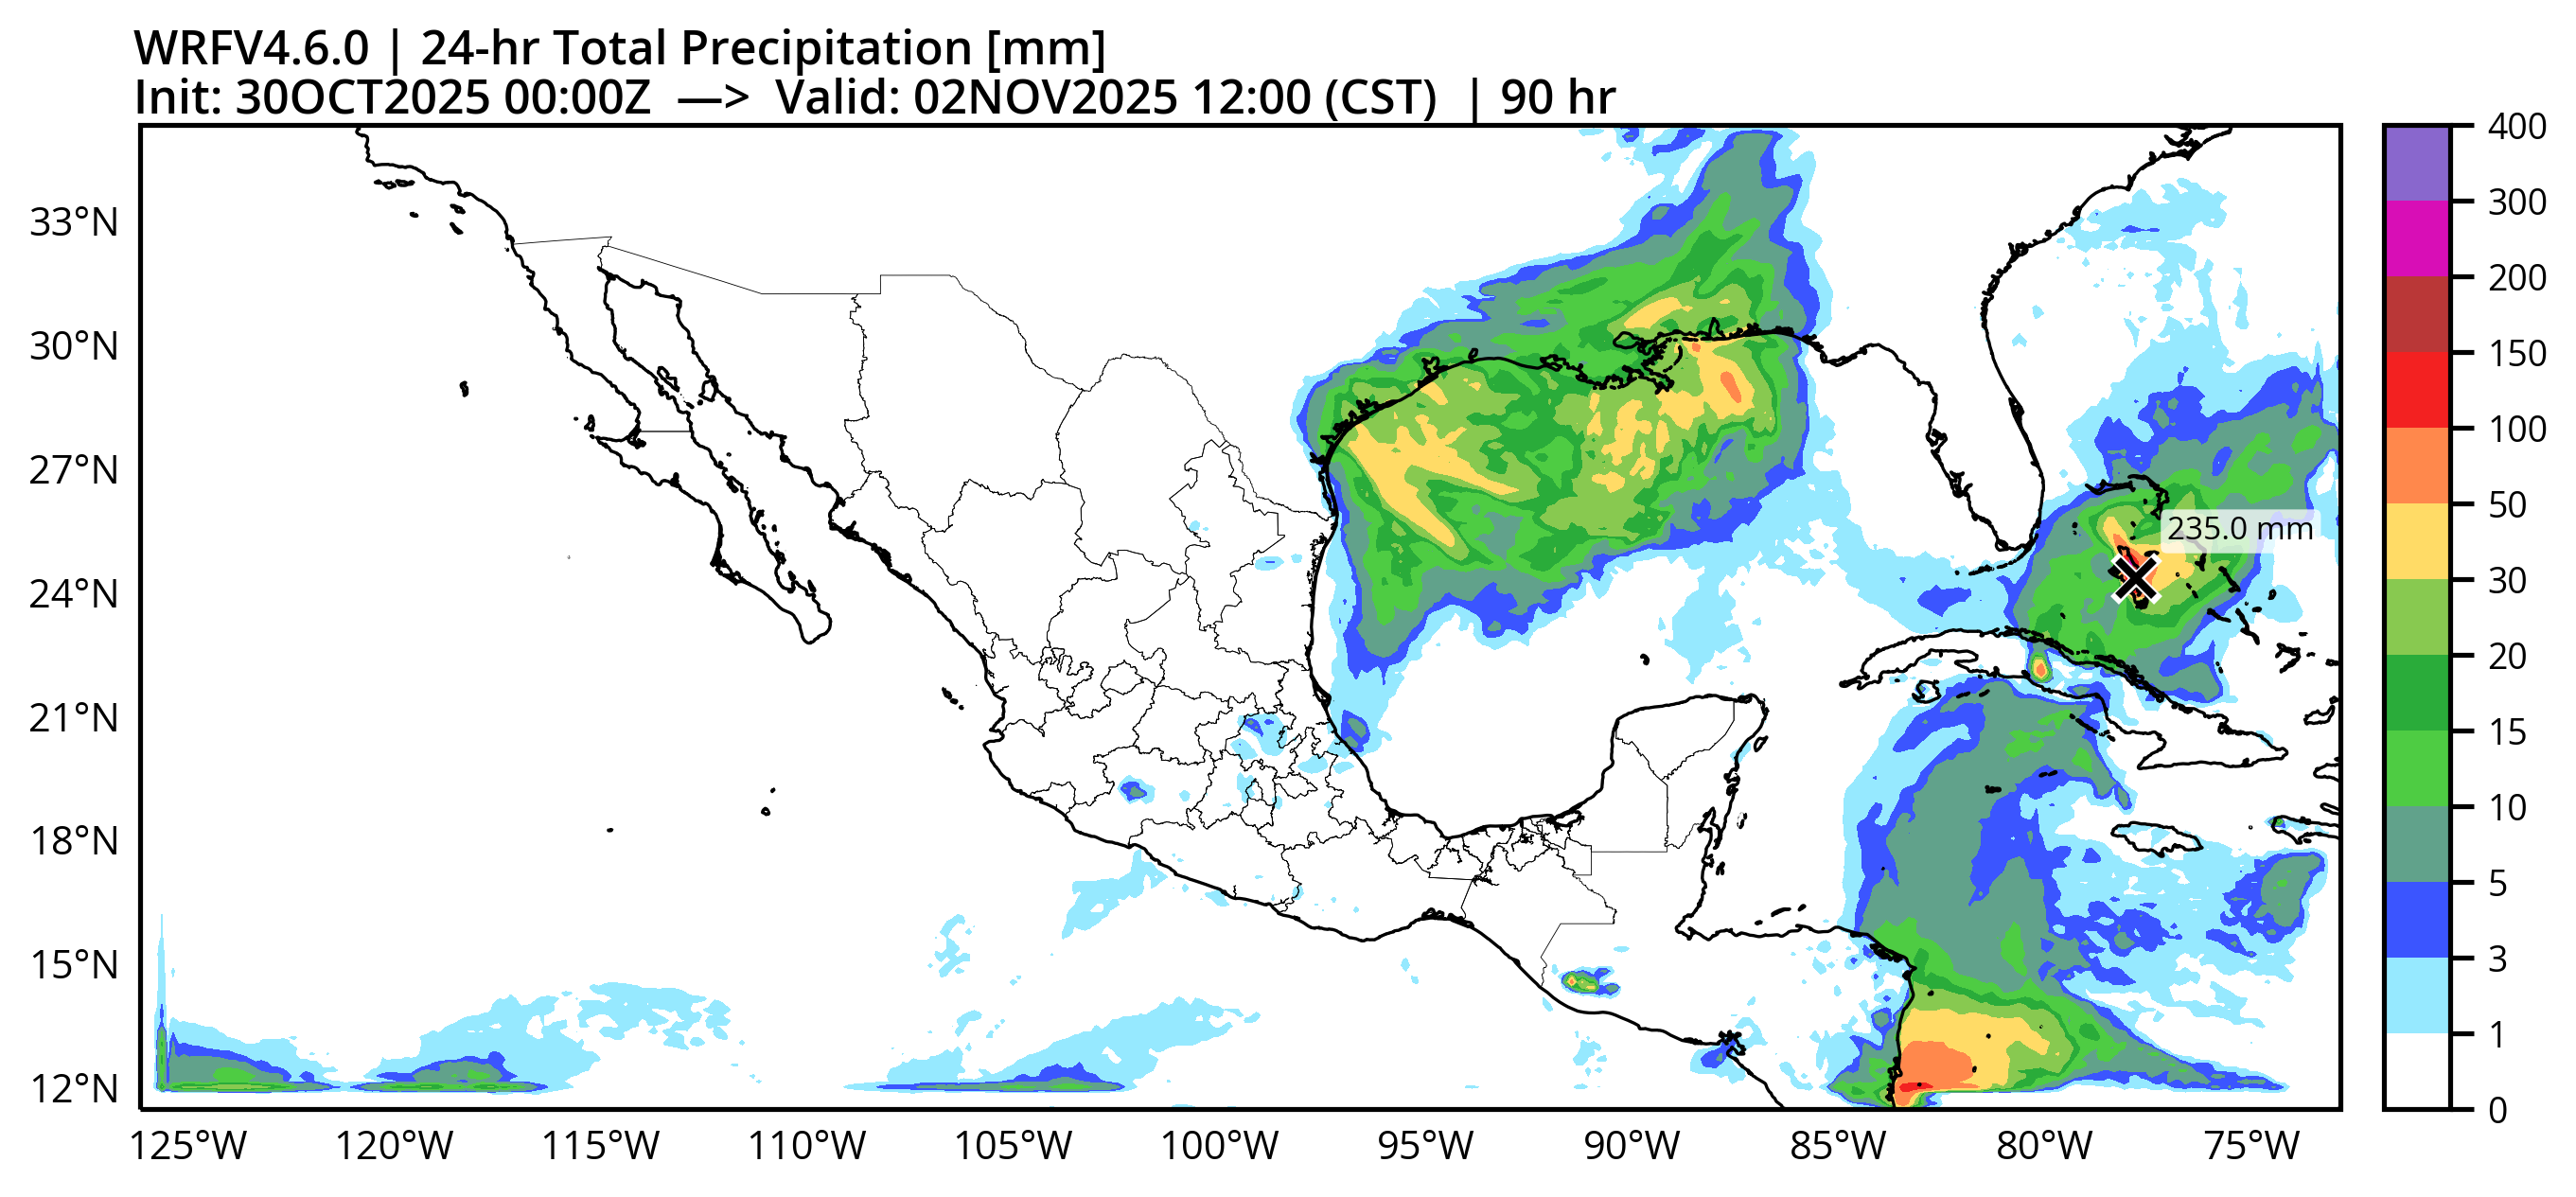 WRFV4.6.0 | 24-hr Total Precipitation [mm]
Init: 30OCT2025 00:00Z —> Valid: 02NOV2025 12:00 (CST) | 90 hr
400
300
200
150
100
50
30
20
15
10
5
3
1
0
33°N
30°N
27°N
24°N
21°N
18°N
15°N
12°N
235.0 mm
125°W
120°W
115°W
110°W
105°W
100°W
95°W
90°W
85°W
80°W
75°W